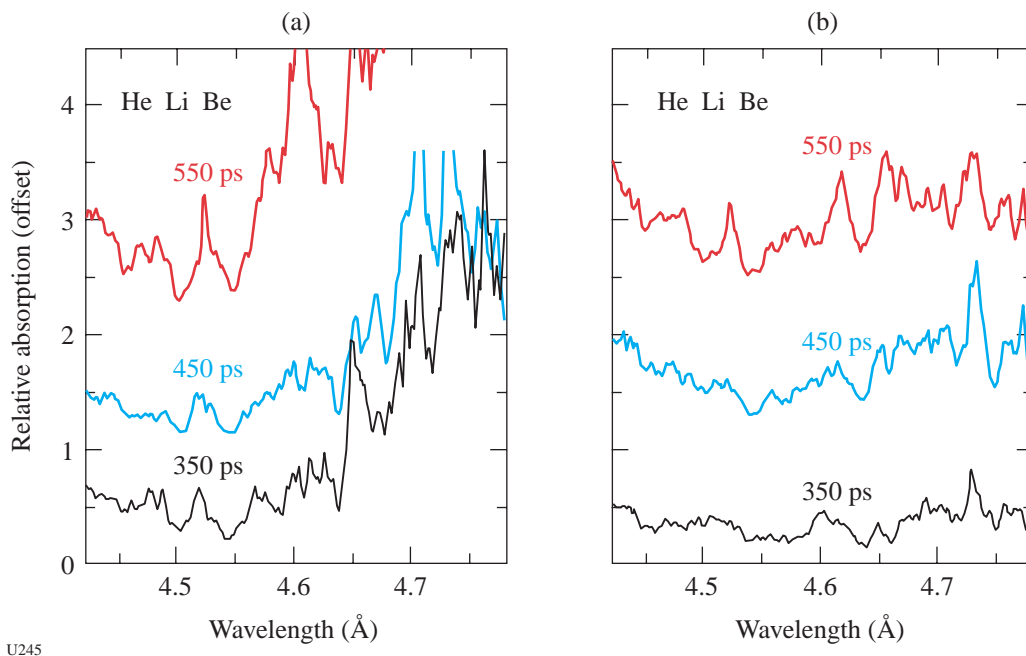 (a)
(b)
Relative absorption (offset)
4
3
2
1
0
He Li Be
550 ps
450 ps
350 ps
4.5
4.6
4.7
Wavelength (Å)
He Li Be
550 ps
450 ps
350 ps
4.5
4.6
4.7
Wavelength (Å)
U245